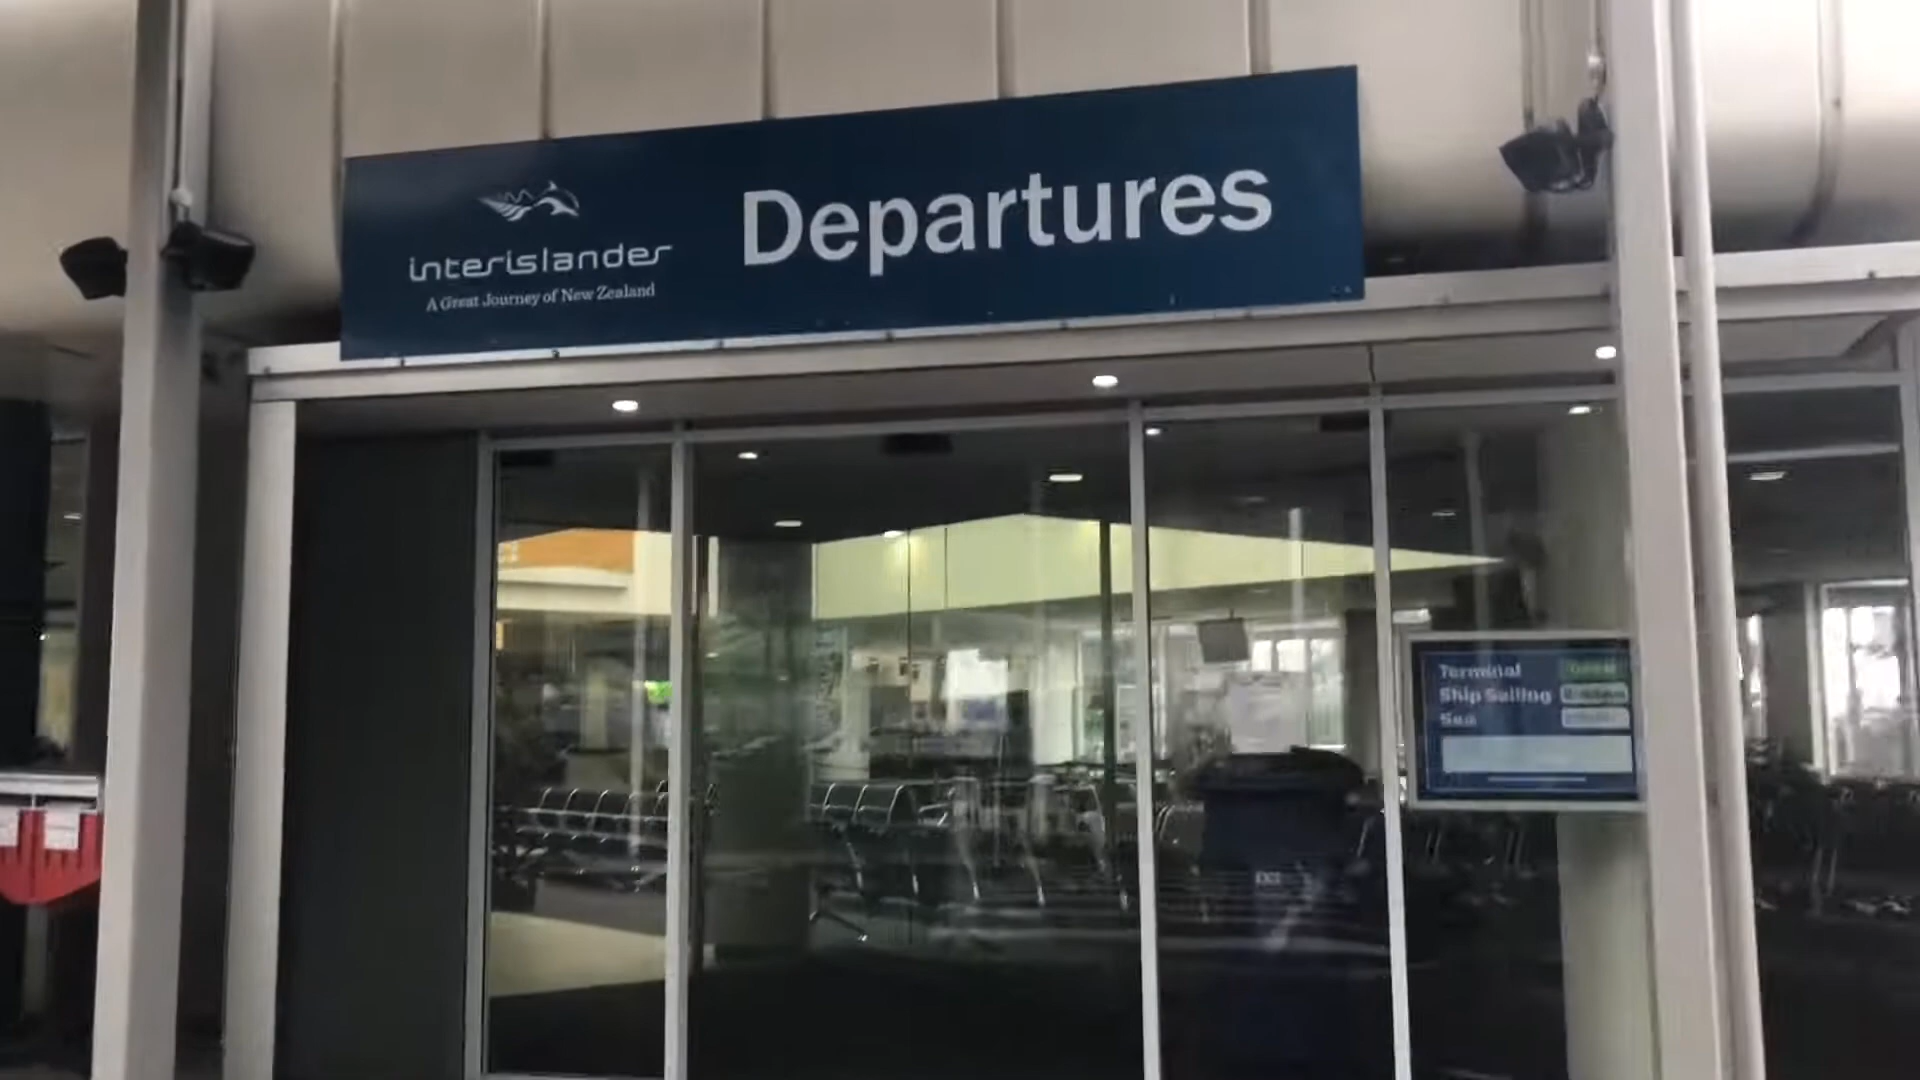 interislander
A Great Journey of New Zealand
Departures
Terminal
Ship Sailing
Sea